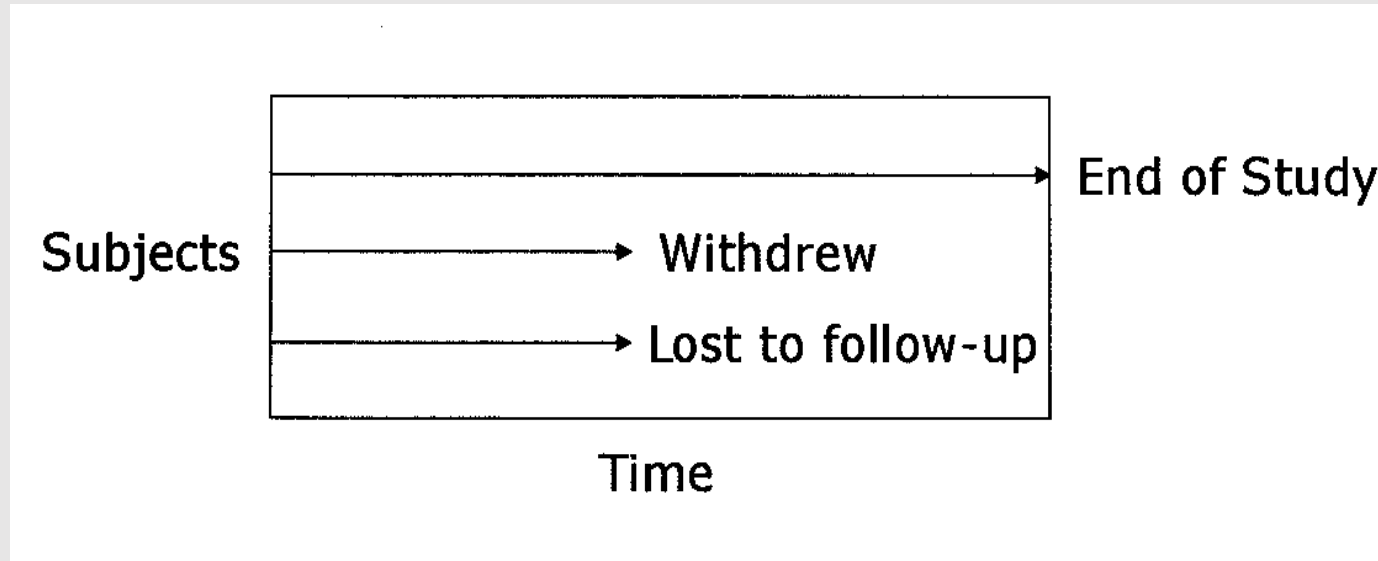 End of Study
Subjects
Withdrew
Lost to follow-up
Time